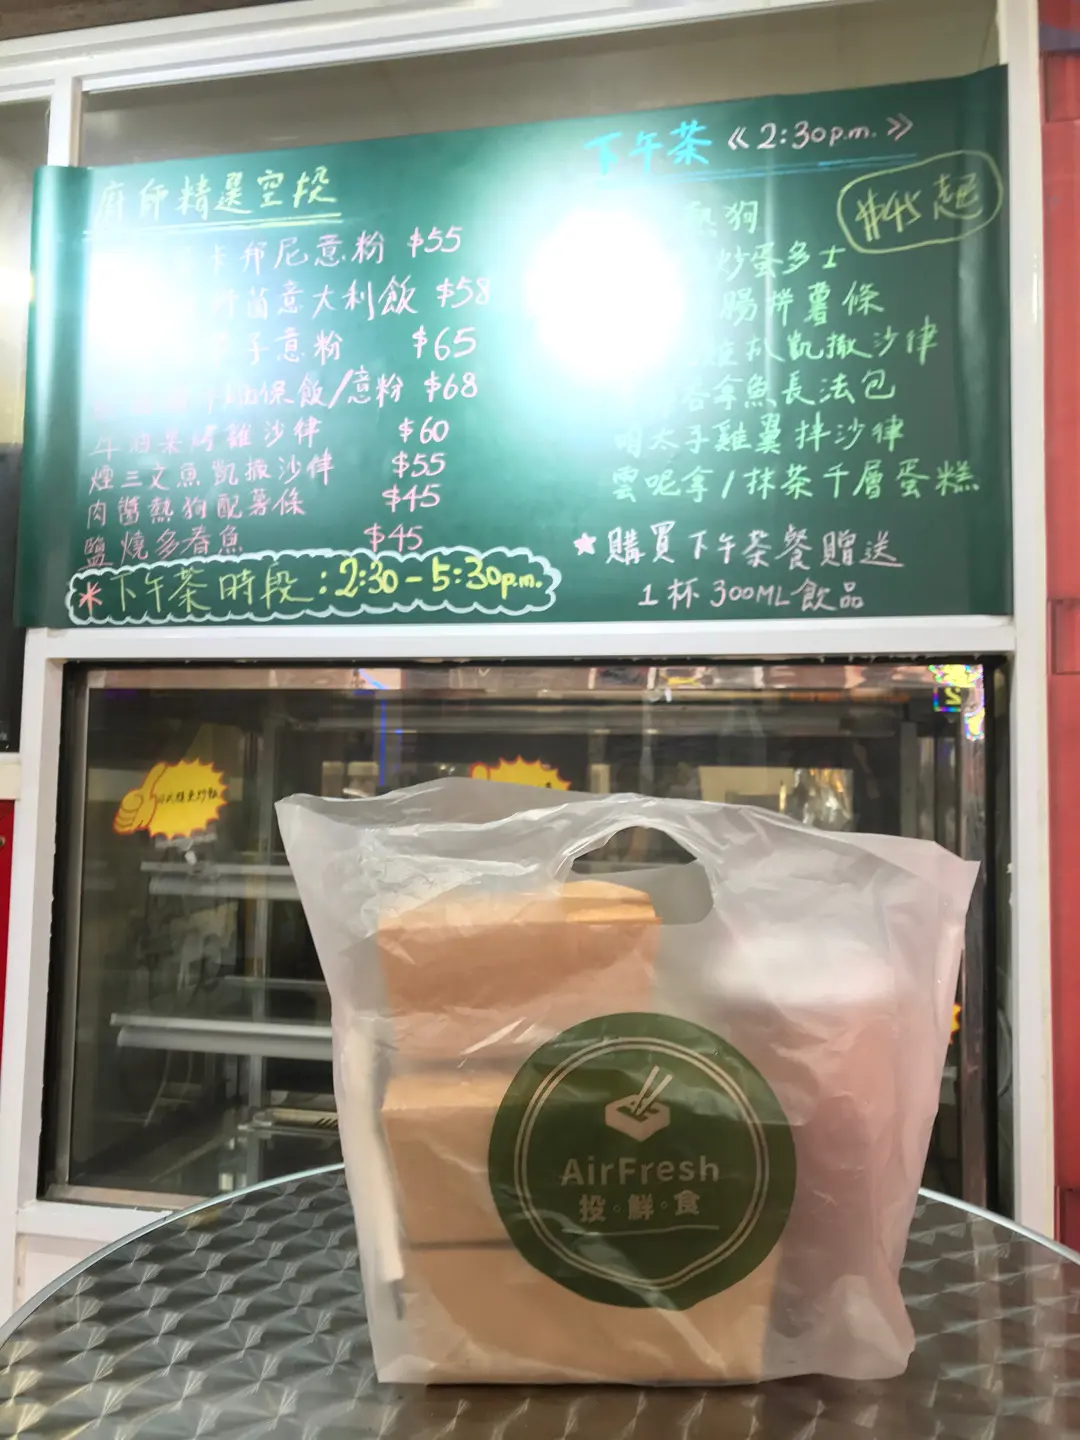 廚師精選空投
卡邦尼意粉 $55
野菌意大利飯 $58
子意粉 $65
焗飯/意粉 $68
牛油菜烤雞沙律 $60
煙三文魚凱撒沙律 $55
肉醬熱狗配薯條 $45
鹽燒多春魚 $45
*下午茶時段:2:30-5:30p.m.
下午茶 《2:30p.m.》
$45起
熱狗
炒蛋多士
腸拌薯條
扒凱撒沙律
吞拿魚長法包
明太子雞翼拌沙律
雲呢拿/抹茶千層蛋糕
★購買下午茶餐贈送
1杯300ML飲品
AirFresh
投。鮮。食